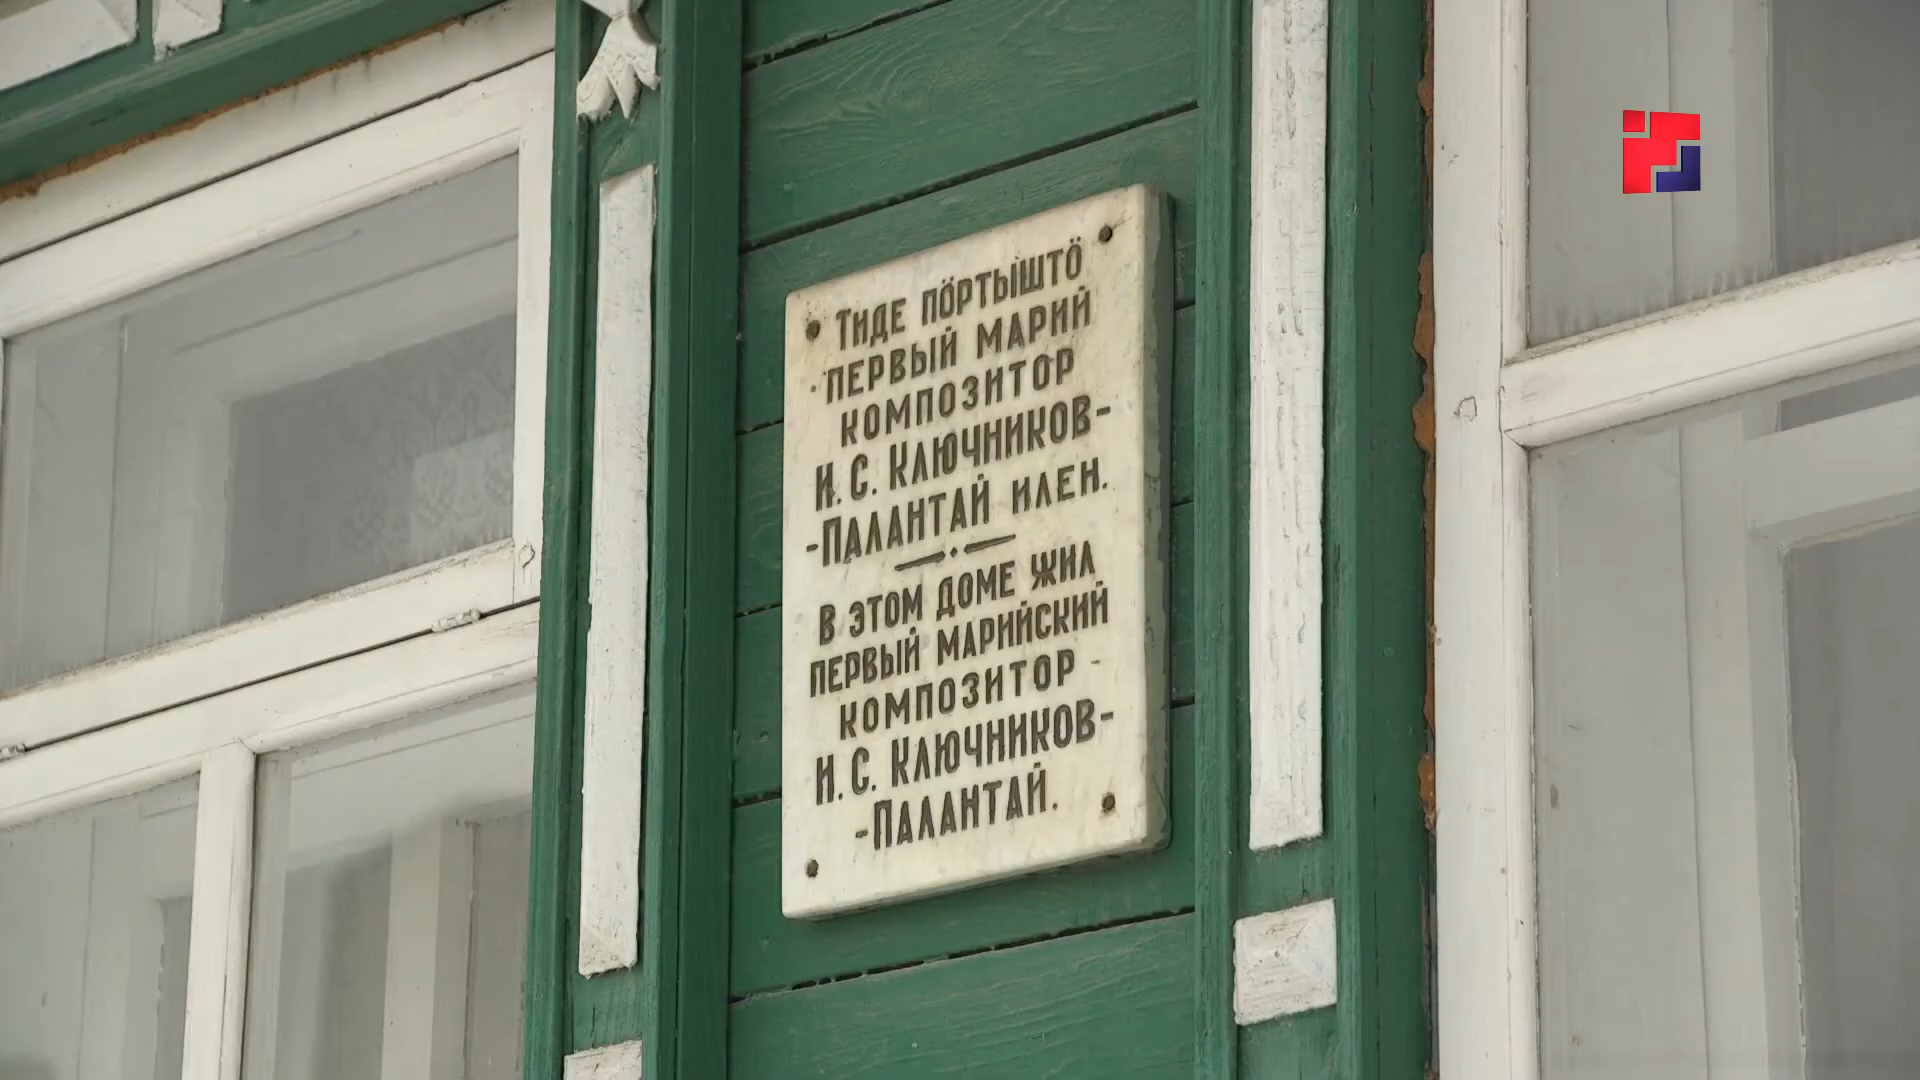 Тиде пӧртыштӧ
первый марий
композитор
И. С. Ключников-
-Палантай илен.
В этом доме жил
первый марийский
композитор
И. С. Ключников-
-Палантай.